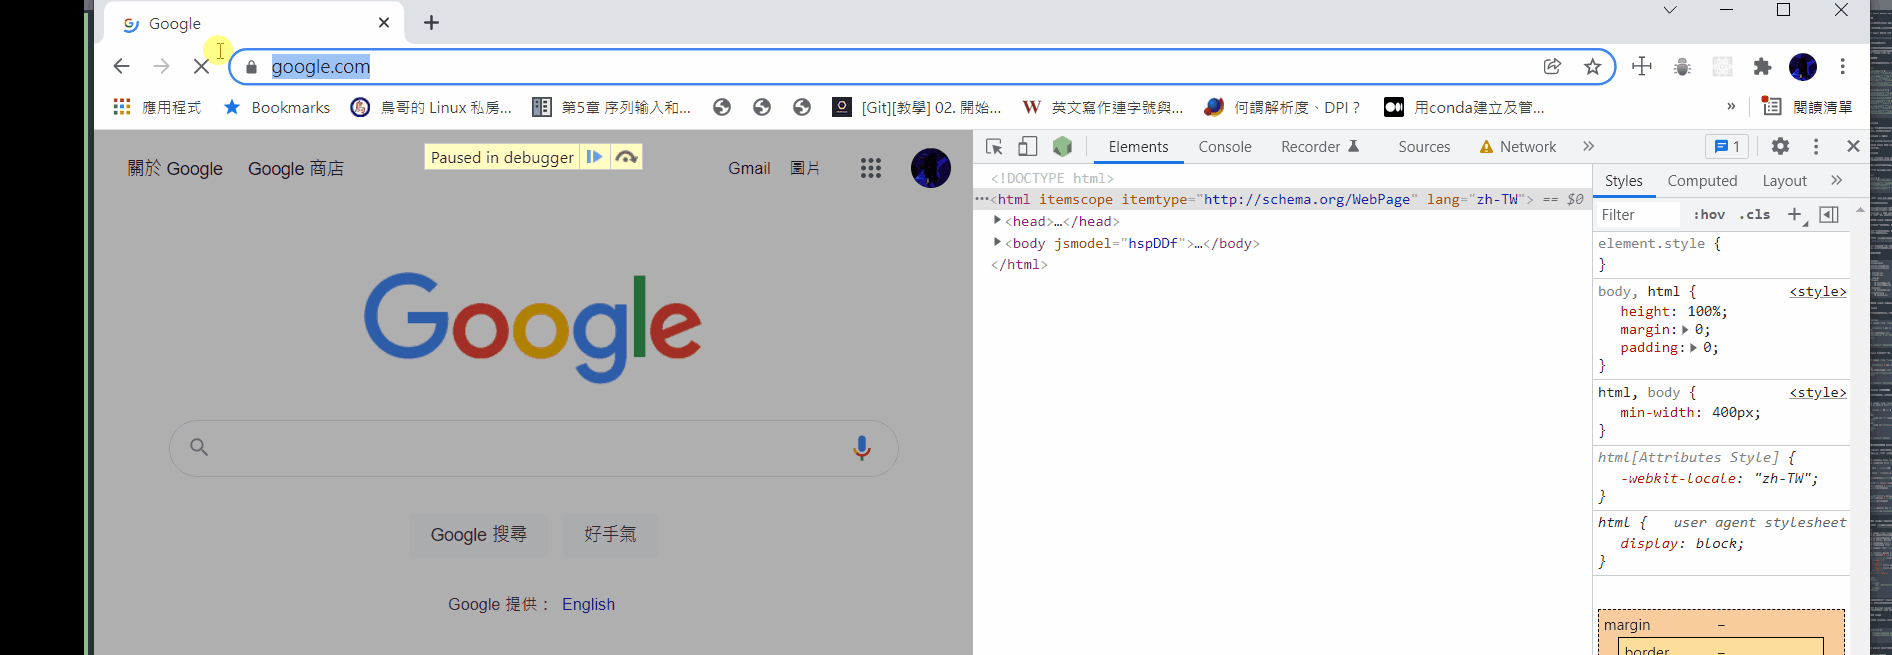 Google
google.com
應用程式 Bookmarks 鳥哥的 Linux 私房... 第5章 序列输入和... [Git][教學] 02. 開始... W 英文寫作連字號與... 何謂解析度、DPI ? 用conda建立及管... » 閱讀清單
關於 Google Google 商店 Paused in debugger Gmail 圖片
Google
Google 搜尋 好手氣
Google 提供： English
Elements Console Recorder Sources Network » 1
<!DOCTYPE html>
···<html itemscope itemtype="http://schema.org/WebPage" lang="zh-TW"> == $0
<head>…</head>
<body jsmodel="hspDDf">…</body>
</html>
Styles Computed Layout »
Filter :hov .cls +
element.style {
}
body, html { <style>
height: 100%;
margin: 0;
padding: 0;
}
html, body { <style>
min-width: 400px;
}
html[Attributes Style] {
-webkit-locale: "zh-TW";
}
html { user agent stylesheet
display: block;
}
margin –
border –